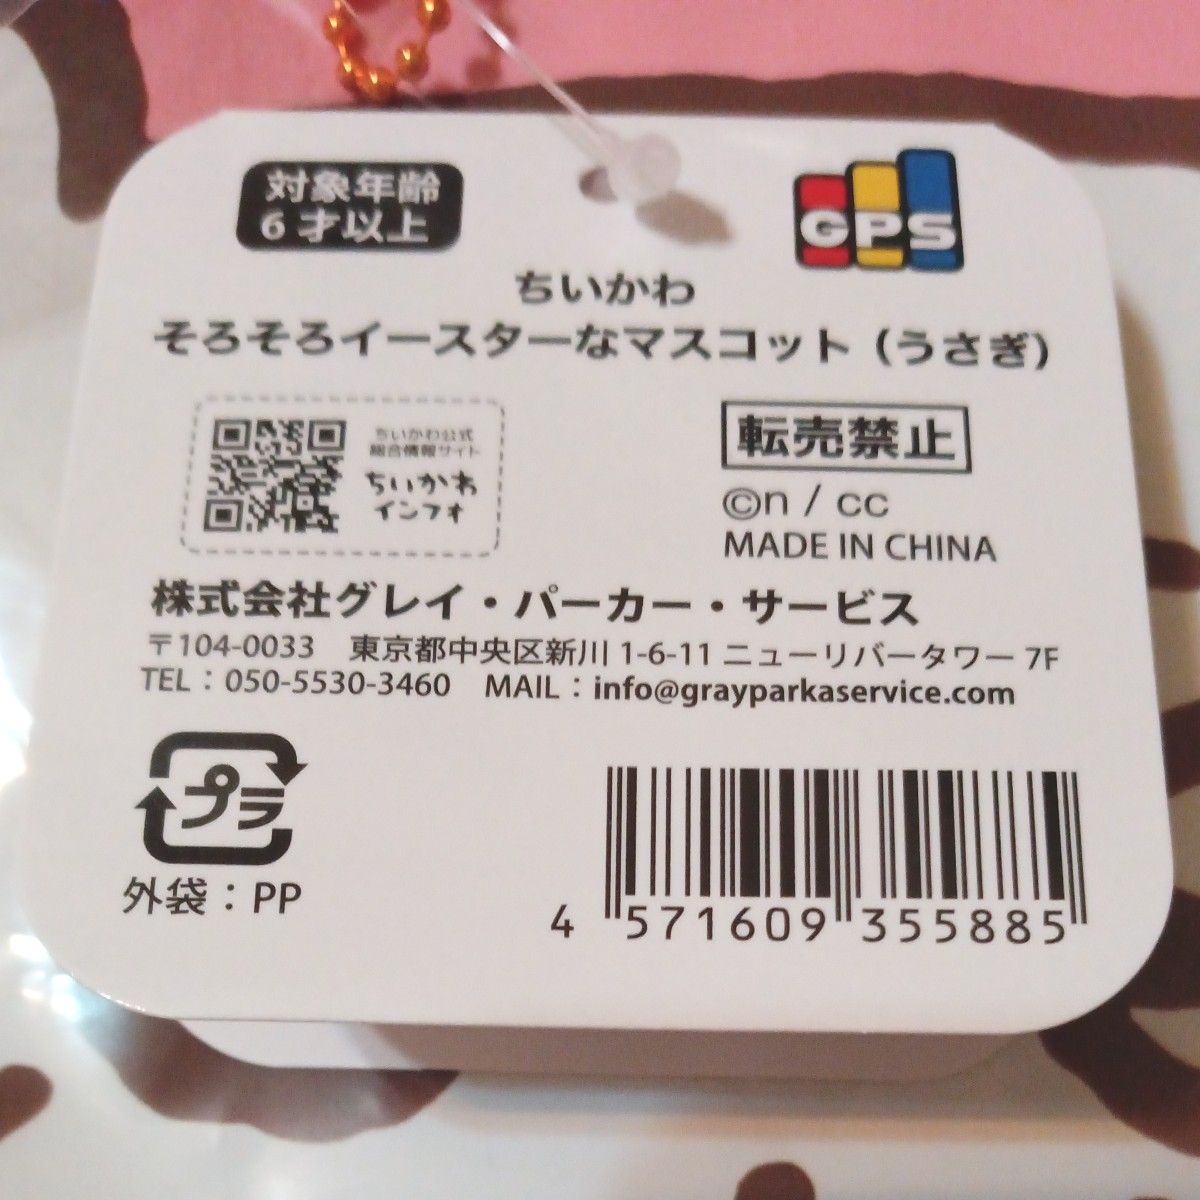 対象年齢
6才以上
GPS
ちいかわ
そろそろイースターなマスコット(うさぎ)
ちいかわ公式
総合情報サイト
ちいかわ
インフォ
転売禁止
©n / cc
MADE IN CHINA
株式会社グレイ・パーカー・サービス
〒104-0033　東京都中央区新川 1-6-11 ニューリバータワー 7F
TEL：050-5530-3460　MAIL：info@grayparkaservice.com
プラ
外袋：PP
4 571609 355885